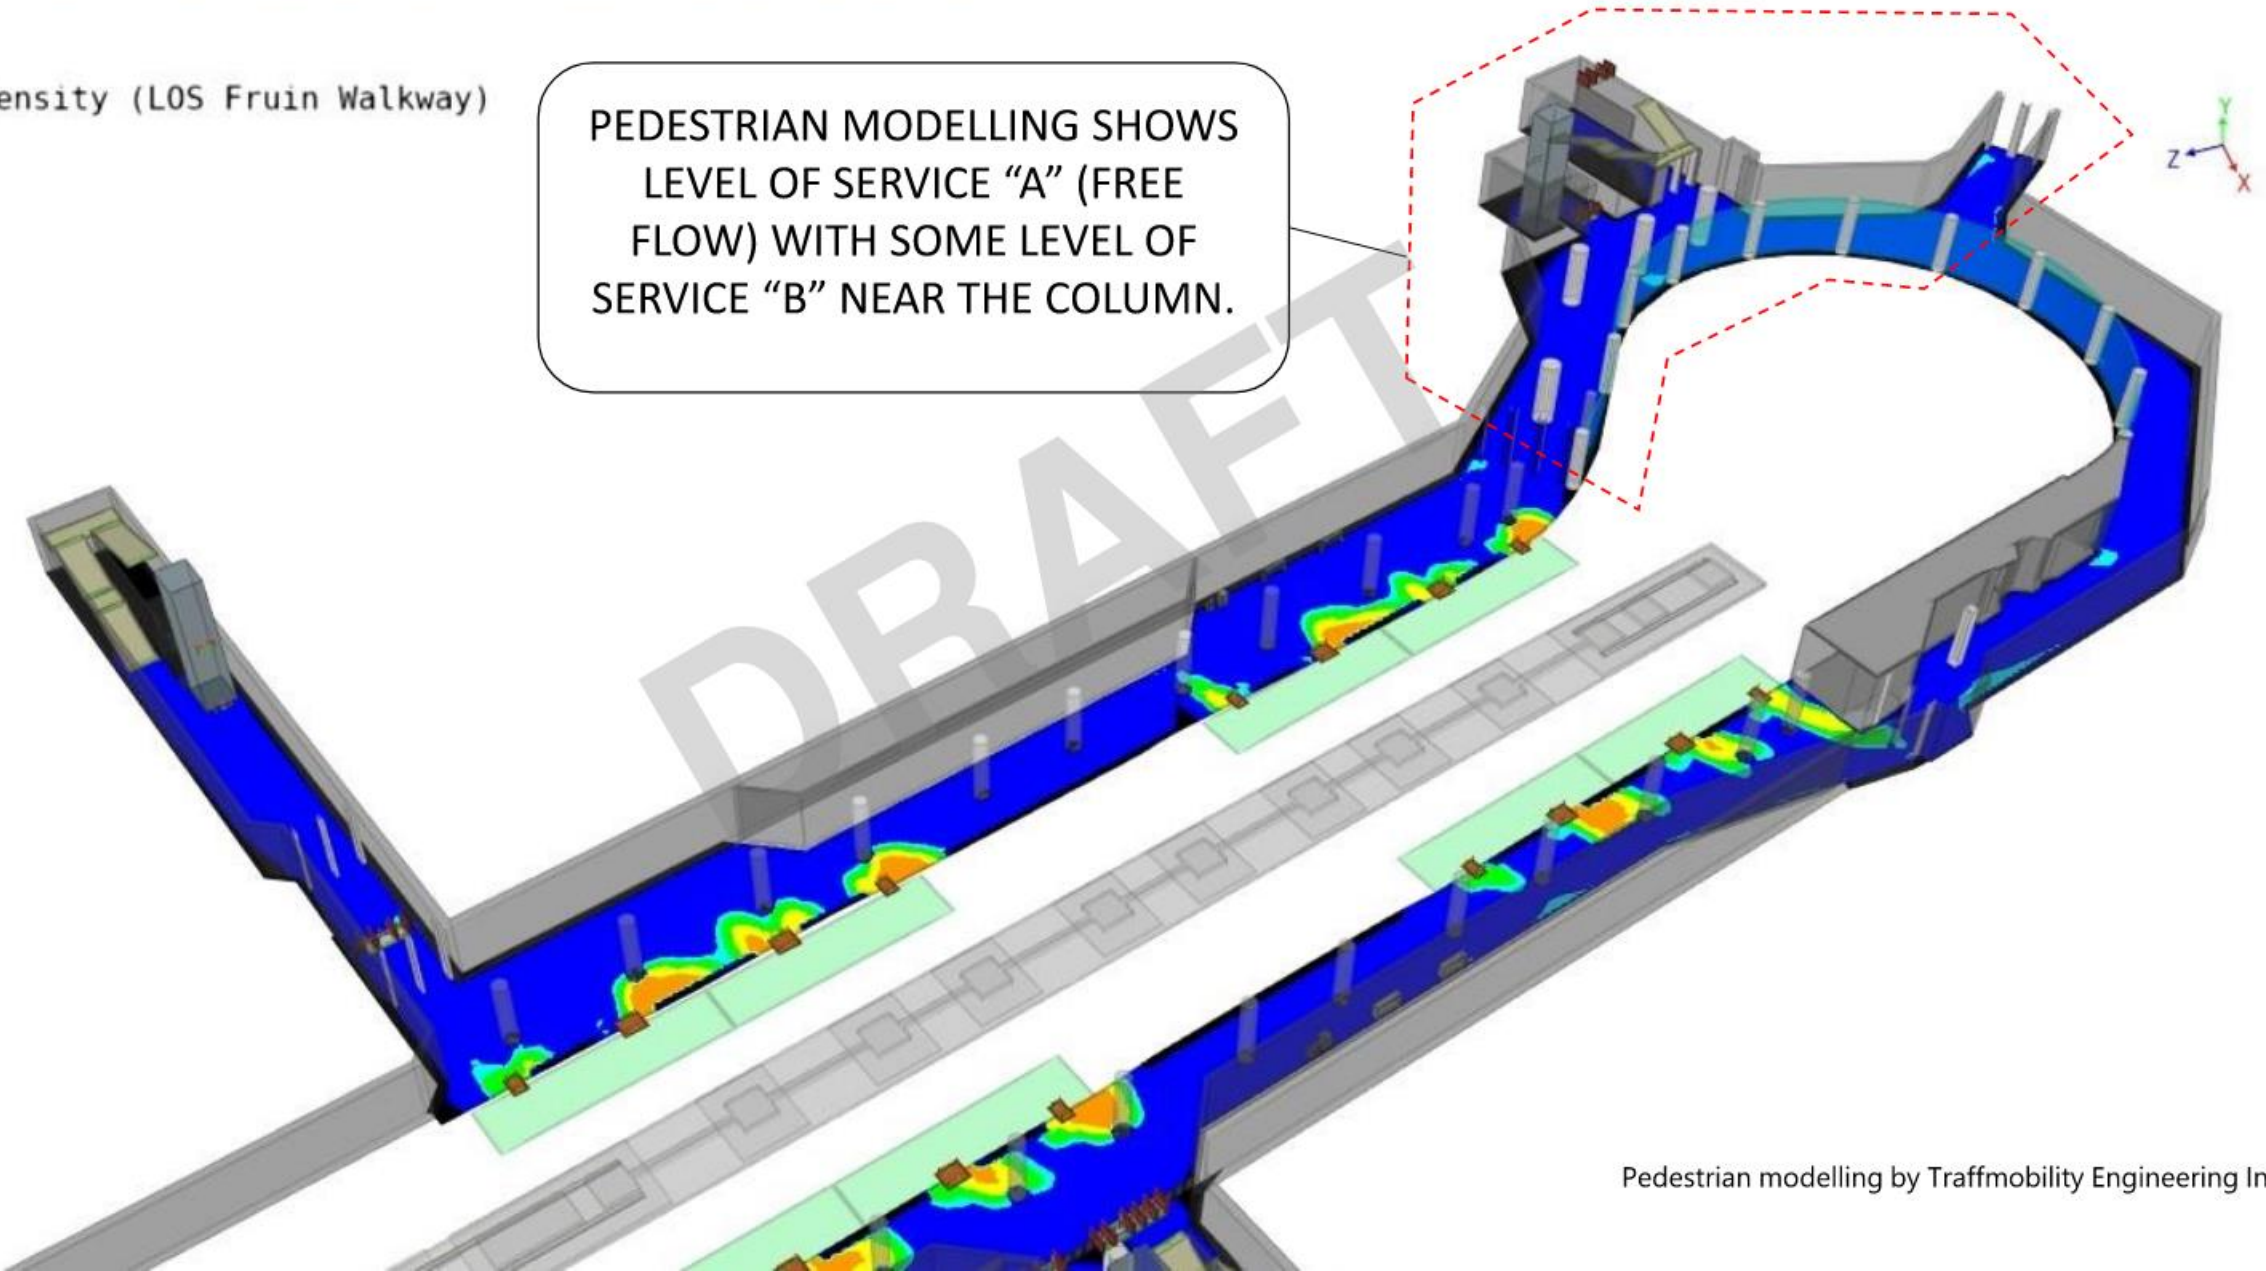 ensity (LOS Fruin Walkway)
PEDESTRIAN MODELLING SHOWS
LEVEL OF SERVICE “A” (FREE
FLOW) WITH SOME LEVEL OF
SERVICE “B” NEAR THE COLUMN.
Y
Z
X
DRAFT
Pedestrian modelling by Traffmobility Engineering In